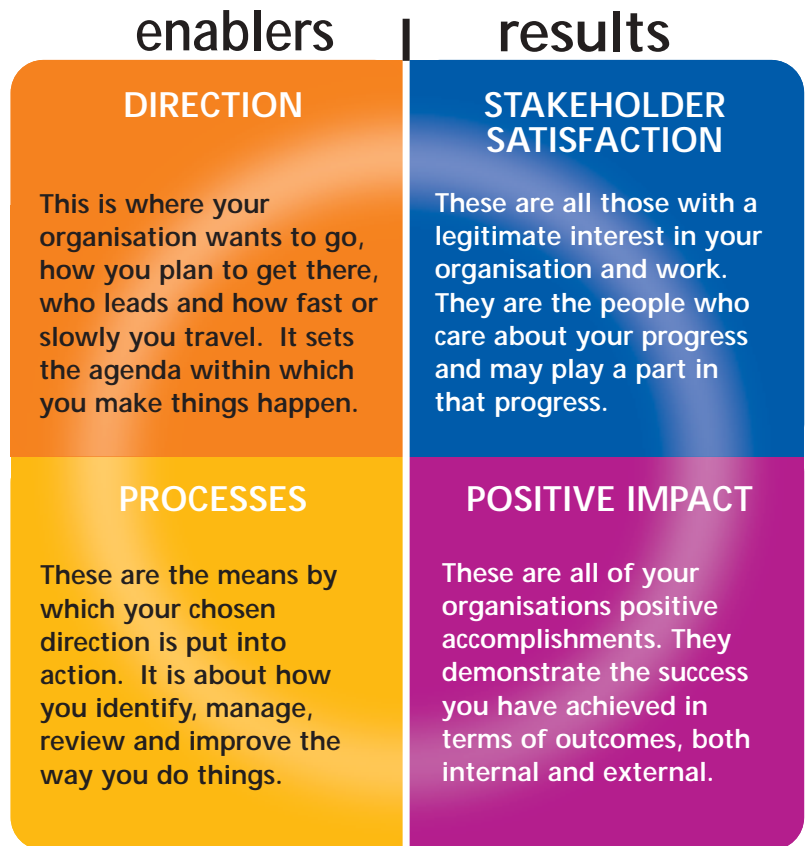 enablers | results
DIRECTION
This is where your
organisation wants to go,
how you plan to get there,
who leads and how fast or
slowly you travel.  It sets
the agenda within which
you make things happen.
STAKEHOLDER
SATISFACTION
These are all those with a
legitimate interest in your
organisation and work.
They are the people who
care about your progress
and may play a part in
that progress.
PROCESSES
These are the means by
which your chosen
direction is put into
action.  It is about how
you identify, manage,
review and improve the
way you do things.
POSITIVE IMPACT
These are all of your
organisations positive
accomplishments. They
demonstrate the success
you have achieved in
terms of outcomes, both
internal and external.